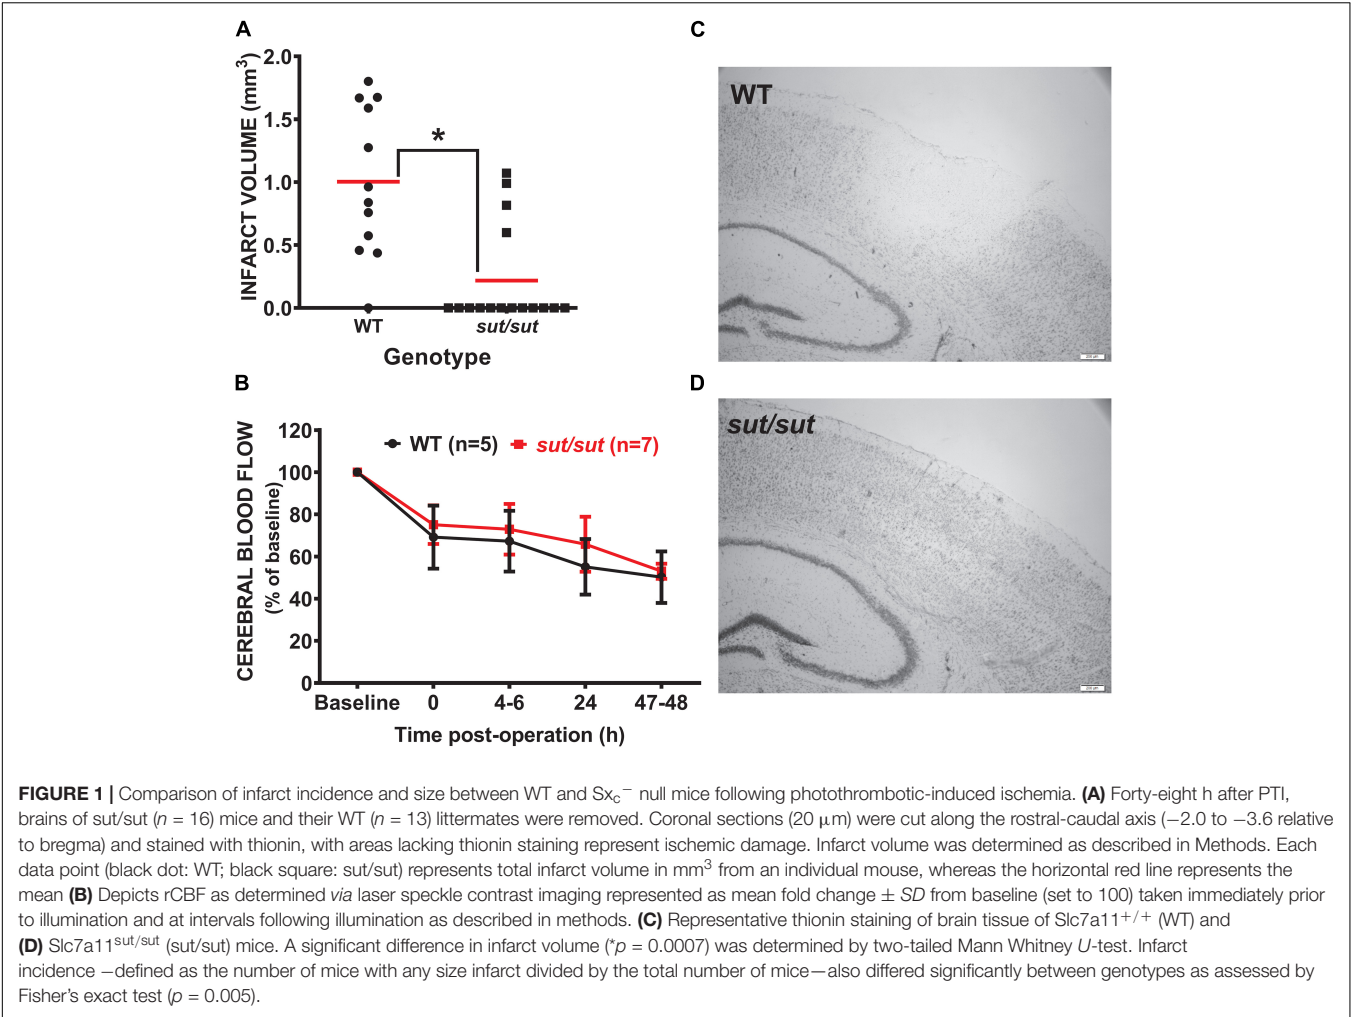 A
INFARCT VOLUME (mm³)
2.0
1.5
1.0
0.5
0.0
*
WT
sut/sut
Genotype
B
CEREBRAL BLOOD FLOW
(% of baseline)
120
100
80
60
40
20
0
WT (n=5)
sut/sut (n=7)
Baseline 0 4-6 24 47-48
Time post-operation (h)
C
WT
D
sut/sut
FIGURE 1 | Comparison of infarct incidence and size between WT and Sxc− null mice following photothrombotic-induced ischemia. (A) Forty-eight h after PTI,
brains of sut/sut (n = 16) mice and their WT (n = 13) littermates were removed. Coronal sections (20 μm) were cut along the rostral-caudal axis (−2.0 to −3.6 relative
to bregma) and stained with thionin, with areas lacking thionin staining represent ischemic damage. Infarct volume was determined as described in Methods. Each
data point (black dot: WT; black square: sut/sut) represents total infarct volume in mm³ from an individual mouse, whereas the horizontal red line represents the
mean (B) Depicts rCBF as determined via laser speckle contrast imaging represented as mean fold change ± SD from baseline (set to 100) taken immediately prior
to illumination and at intervals following illumination as described in methods. (C) Representative thionin staining of brain tissue of Slc7a11+/+ (WT) and
(D) Slc7a11sut/sut (sut/sut) mice. A significant difference in infarct volume (*p = 0.0007) was determined by two-tailed Mann Whitney U-test. Infarct
incidence −defined as the number of mice with any size infarct divided by the total number of mice—also differed significantly between genotypes as assessed by
Fisher's exact test (p = 0.005).